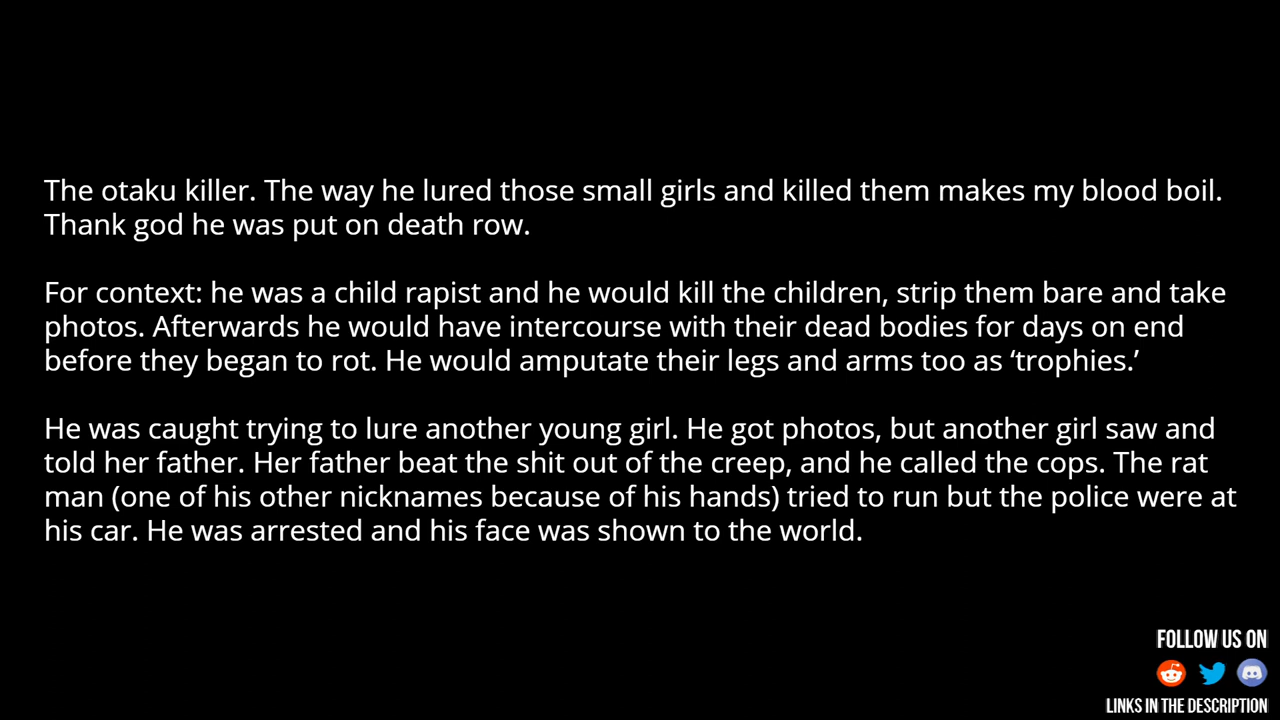 The otaku killer. The way he lured those small girls and killed them makes my blood boil.
Thank god he was put on death row.
For context: he was a child rapist and he would kill the children, strip them bare and take
photos. Afterwards he would have intercourse with their dead bodies for days on end
before they began to rot. He would amputate their legs and arms too as ‘trophies.’
He was caught trying to lure another young girl. He got photos, but another girl saw and
told her father. Her father beat the shit out of the creep, and he called the cops. The rat
man (one of his other nicknames because of his hands) tried to run but the police were at
his car. He was arrested and his face was shown to the world.
FOLLOW US ON
LINKS IN THE DESCRIPTION